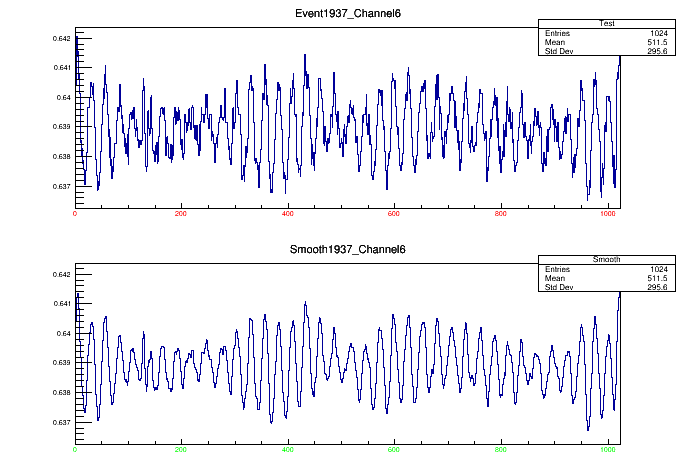 Event1937_Channel6
Test
Entries 1024
Mean 511.5
Std Dev 295.6
0.642
0.641
0.64
0.639
0.638
0.637
0 200 400 600 800 1000
Smooth1937_Channel6
Smooth
Entries 1024
Mean 511.5
Std Dev 295.6
0.642
0.641
0.64
0.639
0.638
0.637
0 200 400 600 800 1000